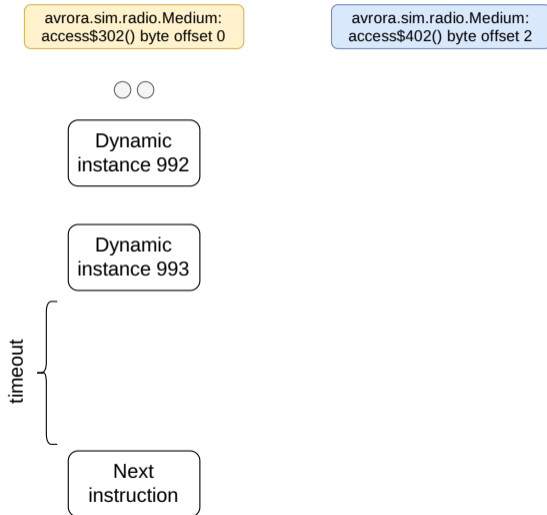 avrora.sim.radio.Medium:
access$302() byte offset 0
avrora.sim.radio.Medium:
access$402() byte offset 2
Dynamic
instance 992
Dynamic
instance 993
timeout
Next
instruction